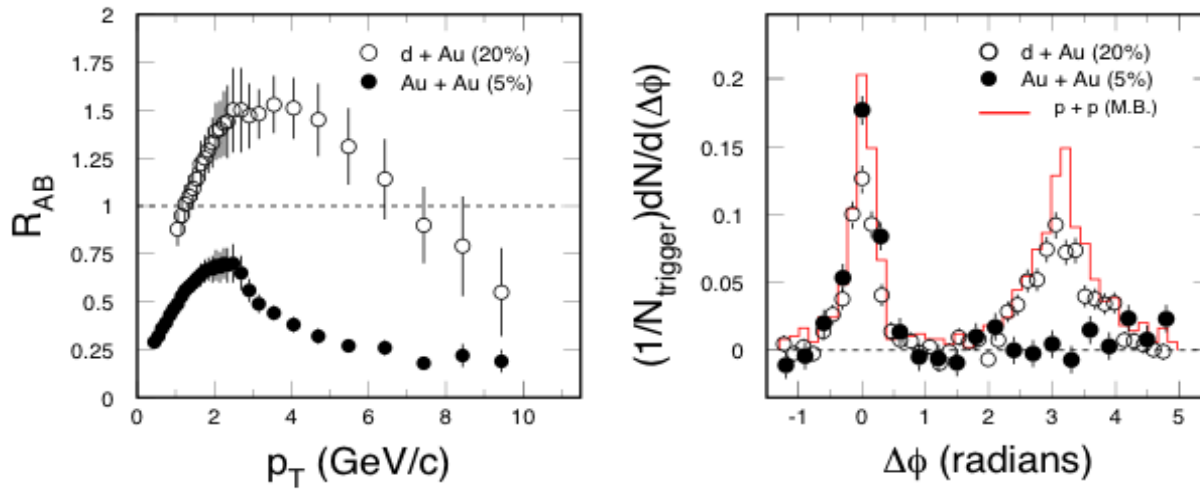 2
1.75
1.5
1.25
1
0.75
0.5
0.25
0
R_AB
d + Au (20%)
Au + Au (5%)
0 2 4 6 8 10
p_T (GeV/c)
0.2
0.15
0.1
0.05
0
(1/N_trigger)dN/d(Δϕ)
d + Au (20%)
Au + Au (5%)
p + p (M.B.)
-1 0 1 2 3 4 5
Δϕ (radians)